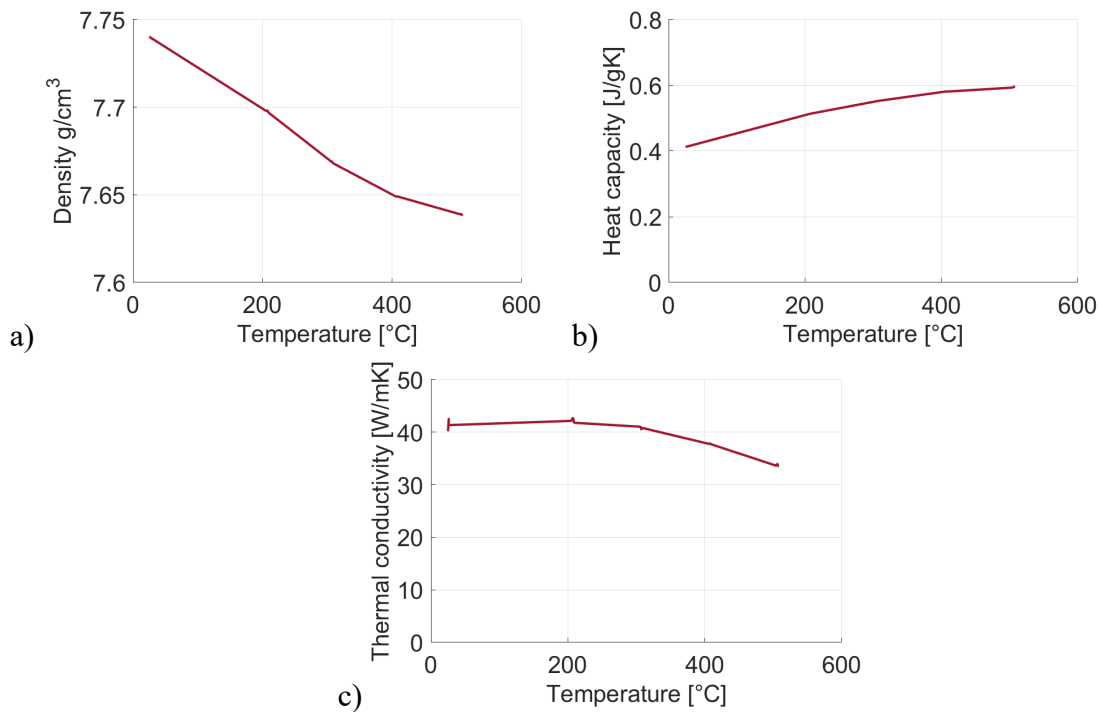 7.75
7.7
7.65
7.6
Density g/cm³
0 200 400 600
Temperature [°C]
a)
0.8
0.6
0.4
0.2
0
Heat capacity [J/gK]
0 200 400 600
Temperature [°C]
b)
50
40
30
20
10
0
Thermal conductivity [W/mK]
0 200 400 600
Temperature [°C]
c)